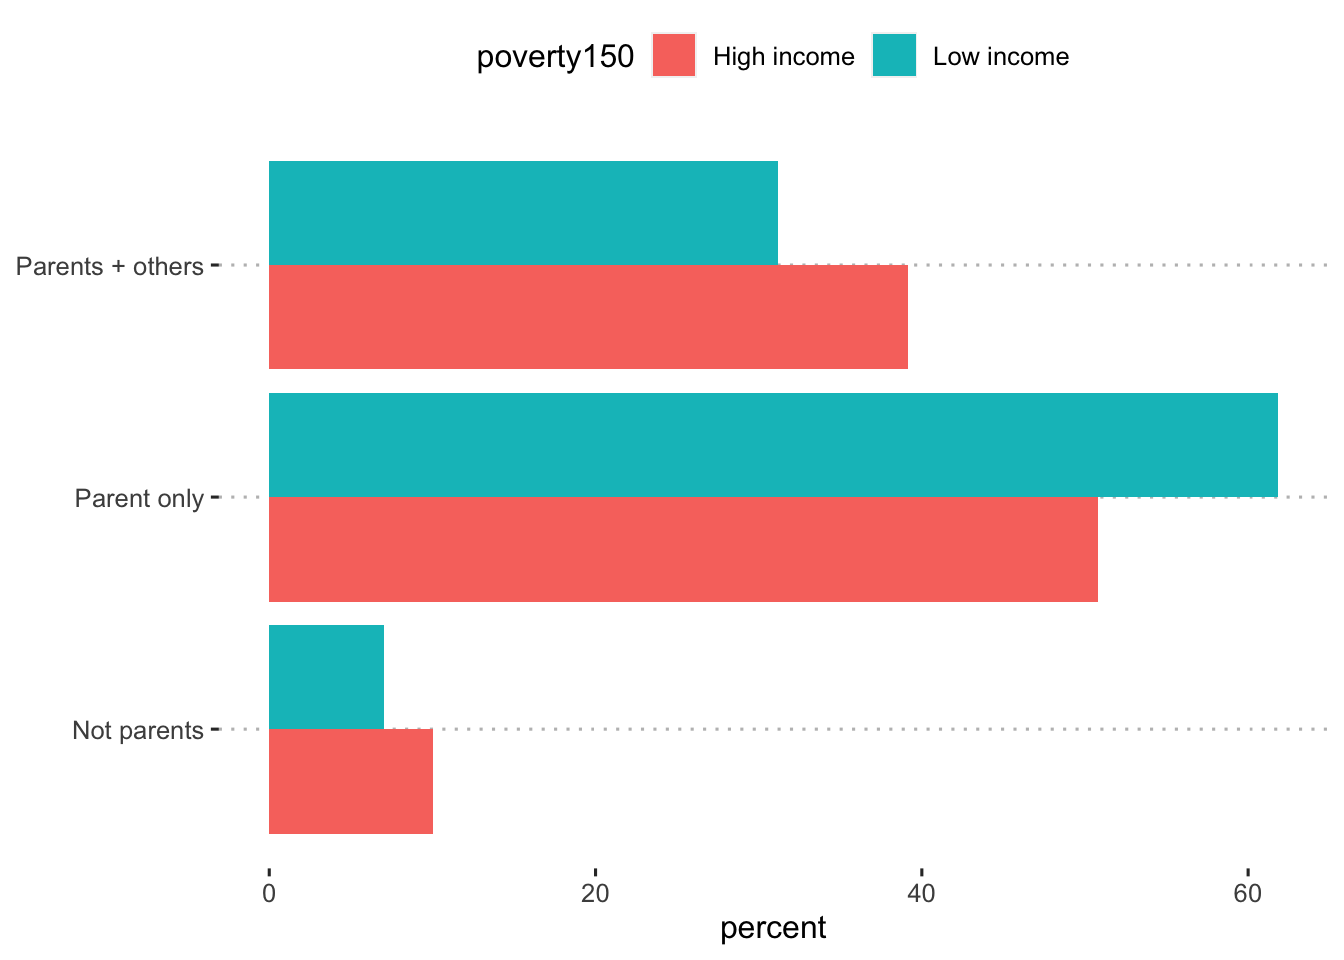 poverty150 High income Low income
Parents + others
Parent only
Not parents
0 20 40 60
percent